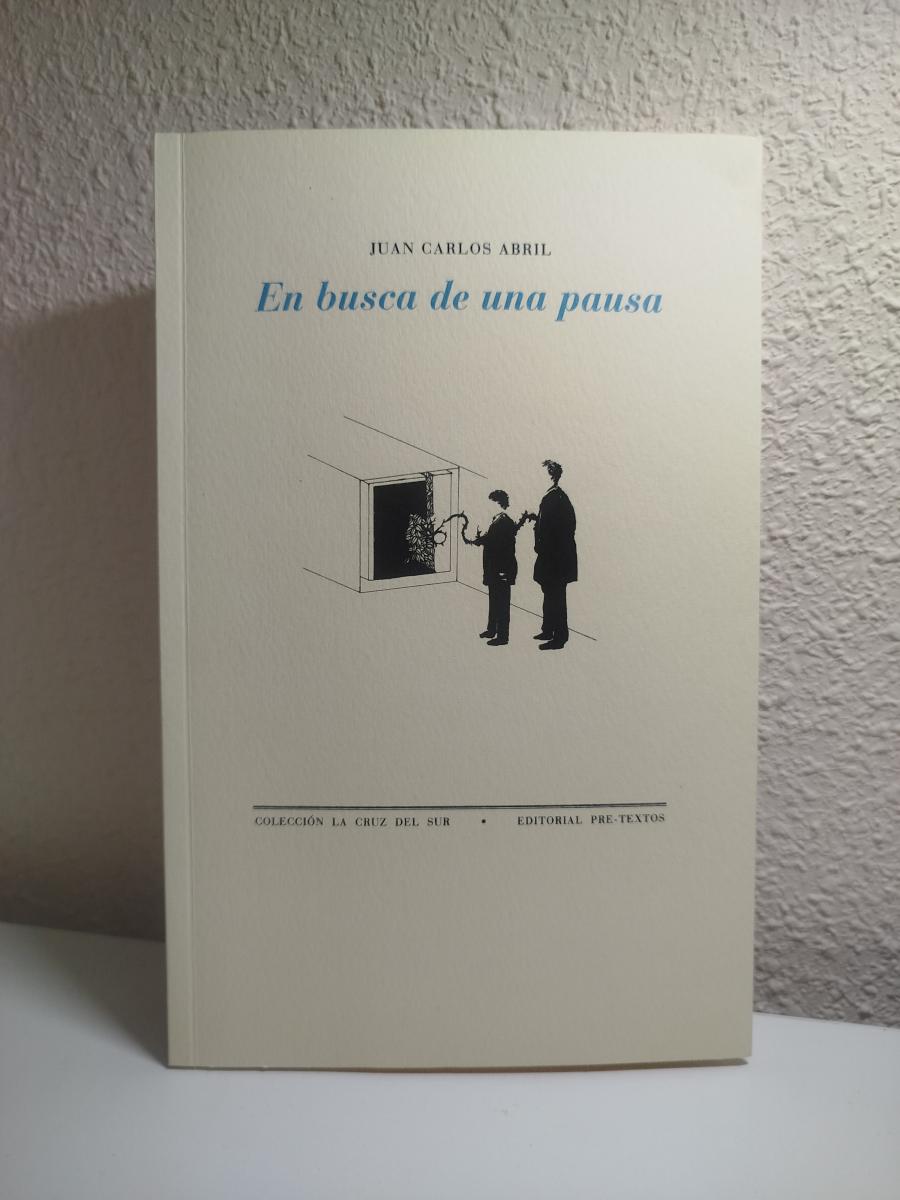 JUAN CARLOS ABRIL
En busca de una pausa
COLECCIÓN LA CRUZ DEL SUR • EDITORIAL PRE-TEXTOS